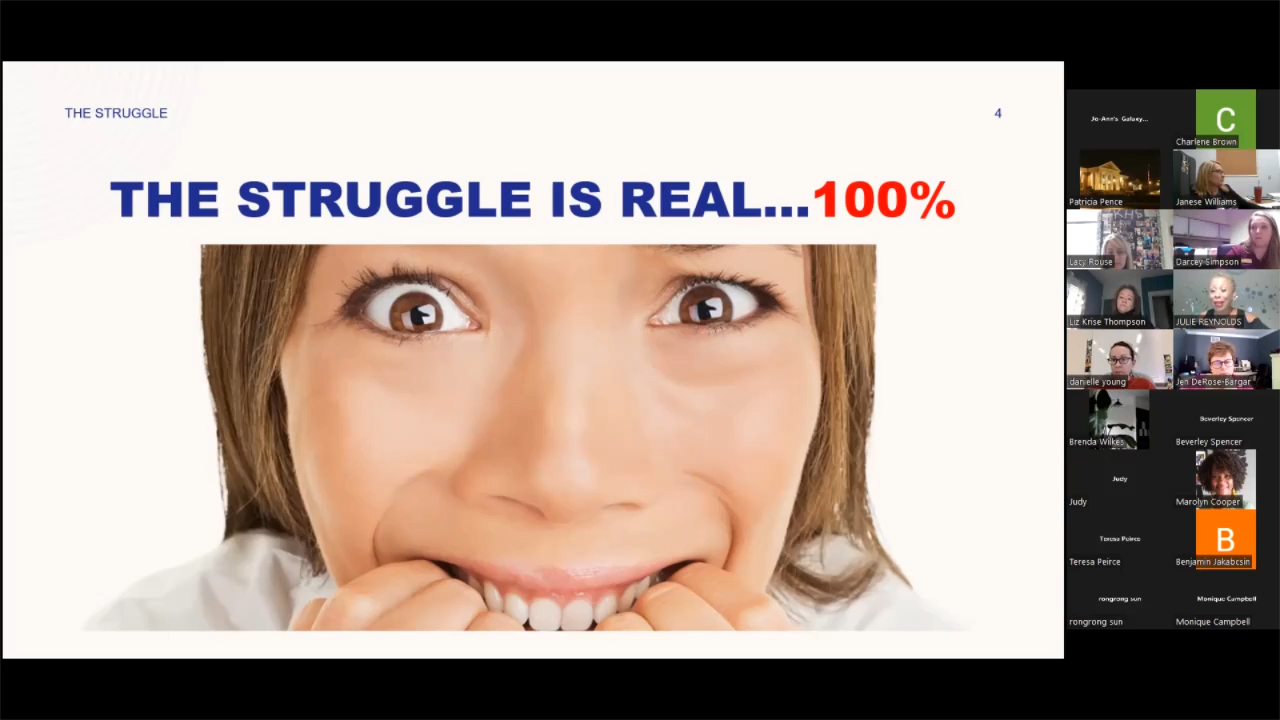 THE STRUGGLE
4
THE STRUGGLE IS REAL...100%
Jo-Ann's Galaxy...
C
Charlene Brown
Patricia Pence
Janese Williams
KHS
Lacy Rouse
Darcey Simpson
Liz Krise Thompson
JULIE REYNOLDS
danielle young
Jen DeRose-Bargar
Brenda Wilkes
Beverley Spencer
Beverley Spencer
Judy
Judy
Marolyn Cooper
Teresa Peirce
B
Teresa Peirce
Benjamin Jakabcsin
rongrong sun
Monique Campbell
rongrong sun
Monique Campbell